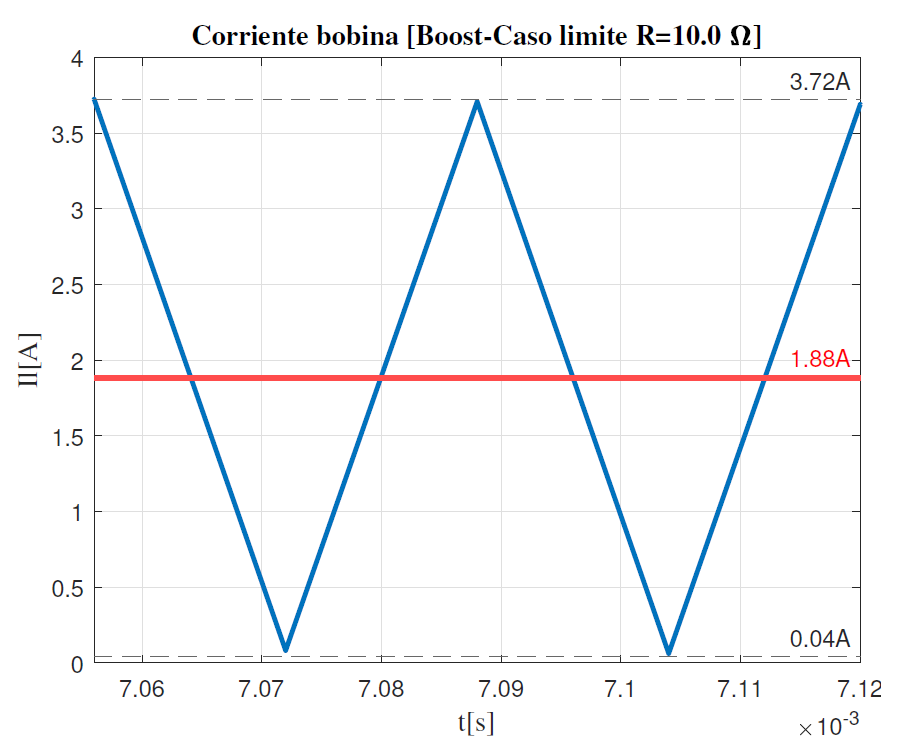 Corriente bobina [Boost-Caso limite R=10.0 Ω]
4
3.72A
3.5
3
2.5
2
1.88A
Il[A]
1.5
1
0.5
0.04A
0
7.06 7.07 7.08 7.09 7.1 7.11 7.12
t[s]
×10-3